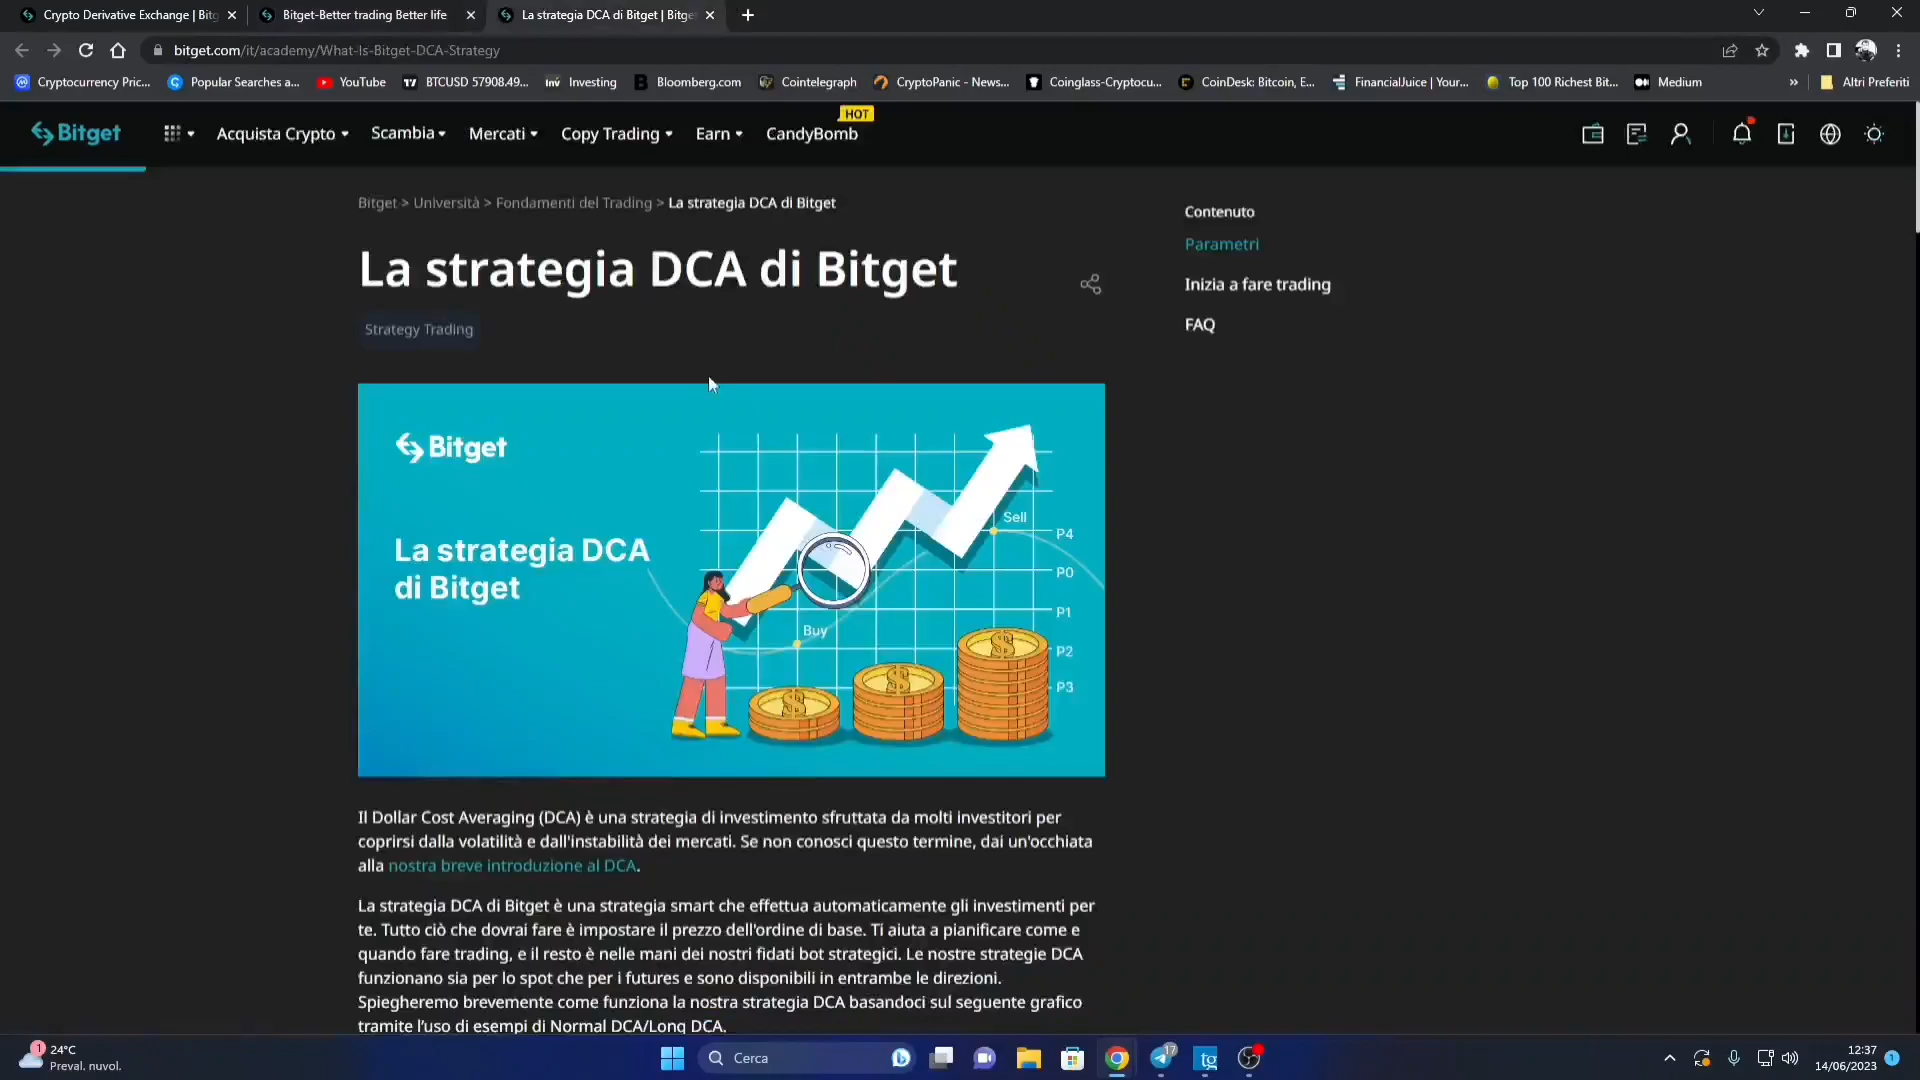 Crypto Derivative Exchange | Bitg
Bitget-Better trading Better life
La strategia DCA di Bitget | Bitge
bitget.com/it/academy/What-Is-Bitget-DCA-Strategy
Cryptocurrency Pric...
Popular Searches a...
YouTube
BTCUSD 57908.49...
Investing
Bloomberg.com
Cointelegraph
CryptoPanic - News...
Coinglass-Cryptocu...
CoinDesk: Bitcoin, E...
FinancialJuice | Your...
Top 100 Richest Bit...
Medium
»
Altri Preferiti
Bitget
Acquista Crypto
Scambia
Mercati
Copy Trading
Earn
CandyBomb
HOT
Bitget > Università > Fondamenti del Trading > La strategia DCA di Bitget
La strategia DCA di Bitget
Strategy Trading
Contenuto
Parametri
Inizia a fare trading
FAQ
Bitget
La strategia DCA
di Bitget
Sell
Buy
P4
P0
P1
P2
P3
Il Dollar Cost Averaging (DCA) è una strategia di investimento sfruttata da molti investitori per
coprirsi dalla volatilità e dall'instabilità dei mercati. Se non conosci questo termine, dai un'occhiata
alla nostra breve introduzione al DCA.
La strategia DCA di Bitget è una strategia smart che effettua automaticamente gli investimenti per
te. Tutto ciò che dovrai fare è impostare il prezzo dell'ordine di base. Ti aiuta a pianificare come e
quando fare trading, e il resto è nelle mani dei nostri fidati bot strategici. Le nostre strategie DCA
funzionano sia per lo spot che per i futures e sono disponibili in entrambe le direzioni.
Spiegheremo brevemente come funziona la nostra strategia DCA basandoci sul seguente grafico
tramite l'uso di esempi di Normal DCA/Long DCA.
1
24°C
Preval. nuvol.
Cerca
17
tg
12:37
14/06/2023
1